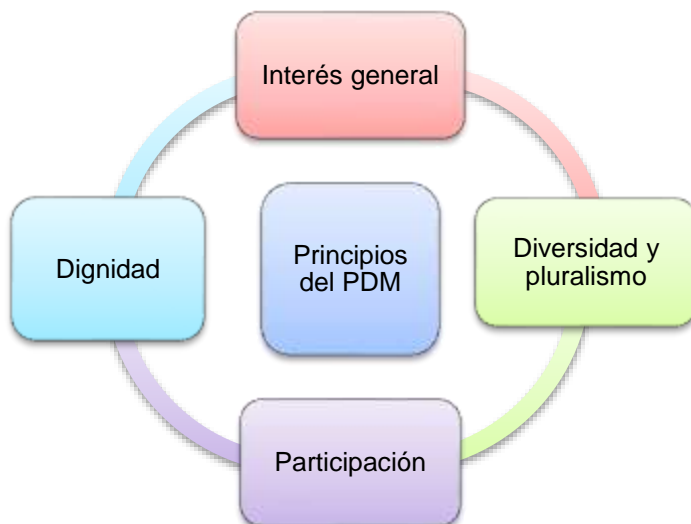 Interés general
Diversidad y
pluralismo
Participación
Dignidad
Principios
del PDM